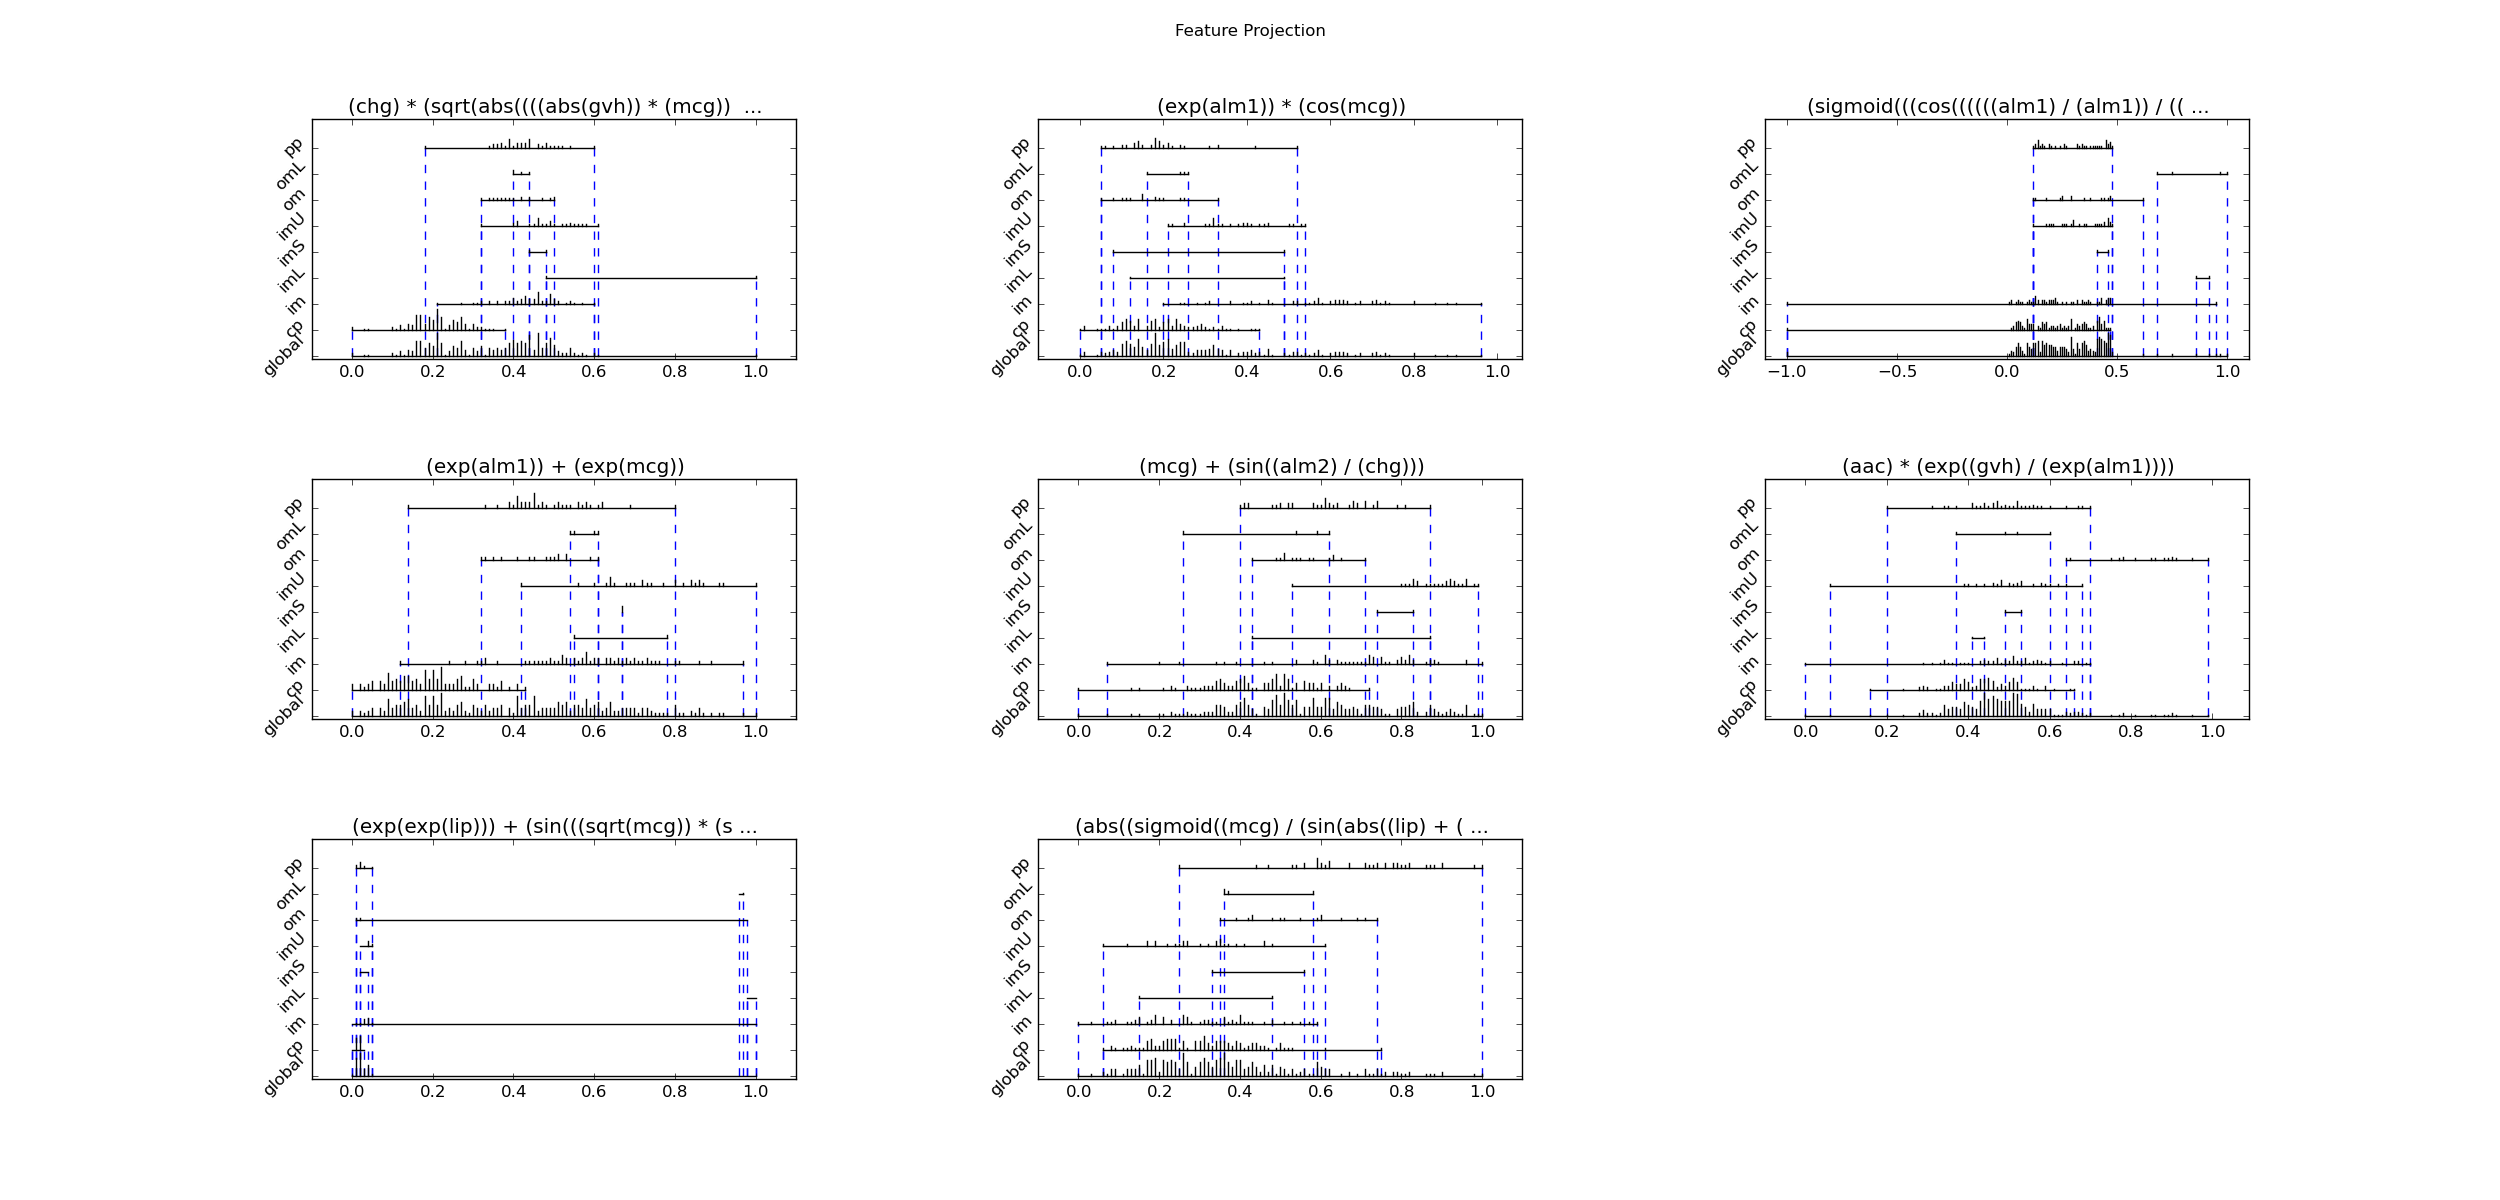 Feature Projection
(chg) * (sqrt(abs((((abs(gvh)) * (mcg))  ...
pp
omL
om
imU
imS
imL
im
cp
global
0.0 0.2 0.4 0.6 0.8 1.0
(exp(alm1)) * (cos(mcg))
pp
omL
om
imU
imS
imL
im
cp
global
0.0 0.2 0.4 0.6 0.8 1.0
(sigmoid(((cos((((((alm1) / (alm1)) / (( ...
pp
omL
om
imU
imS
imL
im
cp
global
−1.0 −0.5 0.0 0.5 1.0
(exp(alm1)) + (exp(mcg))
pp
omL
om
imU
imS
imL
im
cp
global
0.0 0.2 0.4 0.6 0.8 1.0
(mcg) + (sin((alm2) / (chg)))
pp
omL
om
imU
imS
imL
im
cp
global
0.0 0.2 0.4 0.6 0.8 1.0
(aac) * (exp((gvh) / (exp(alm1))))
pp
omL
om
imU
imS
imL
im
cp
global
0.0 0.2 0.4 0.6 0.8 1.0
(exp(exp(lip))) + (sin(((sqrt(mcg)) * (s ...
pp
omL
om
imU
imS
imL
im
cp
global
0.0 0.2 0.4 0.6 0.8 1.0
(abs((sigmoid((mcg) / (sin(abs((lip) + ( ...
pp
omL
om
imU
imS
imL
im
cp
global
0.0 0.2 0.4 0.6 0.8 1.0